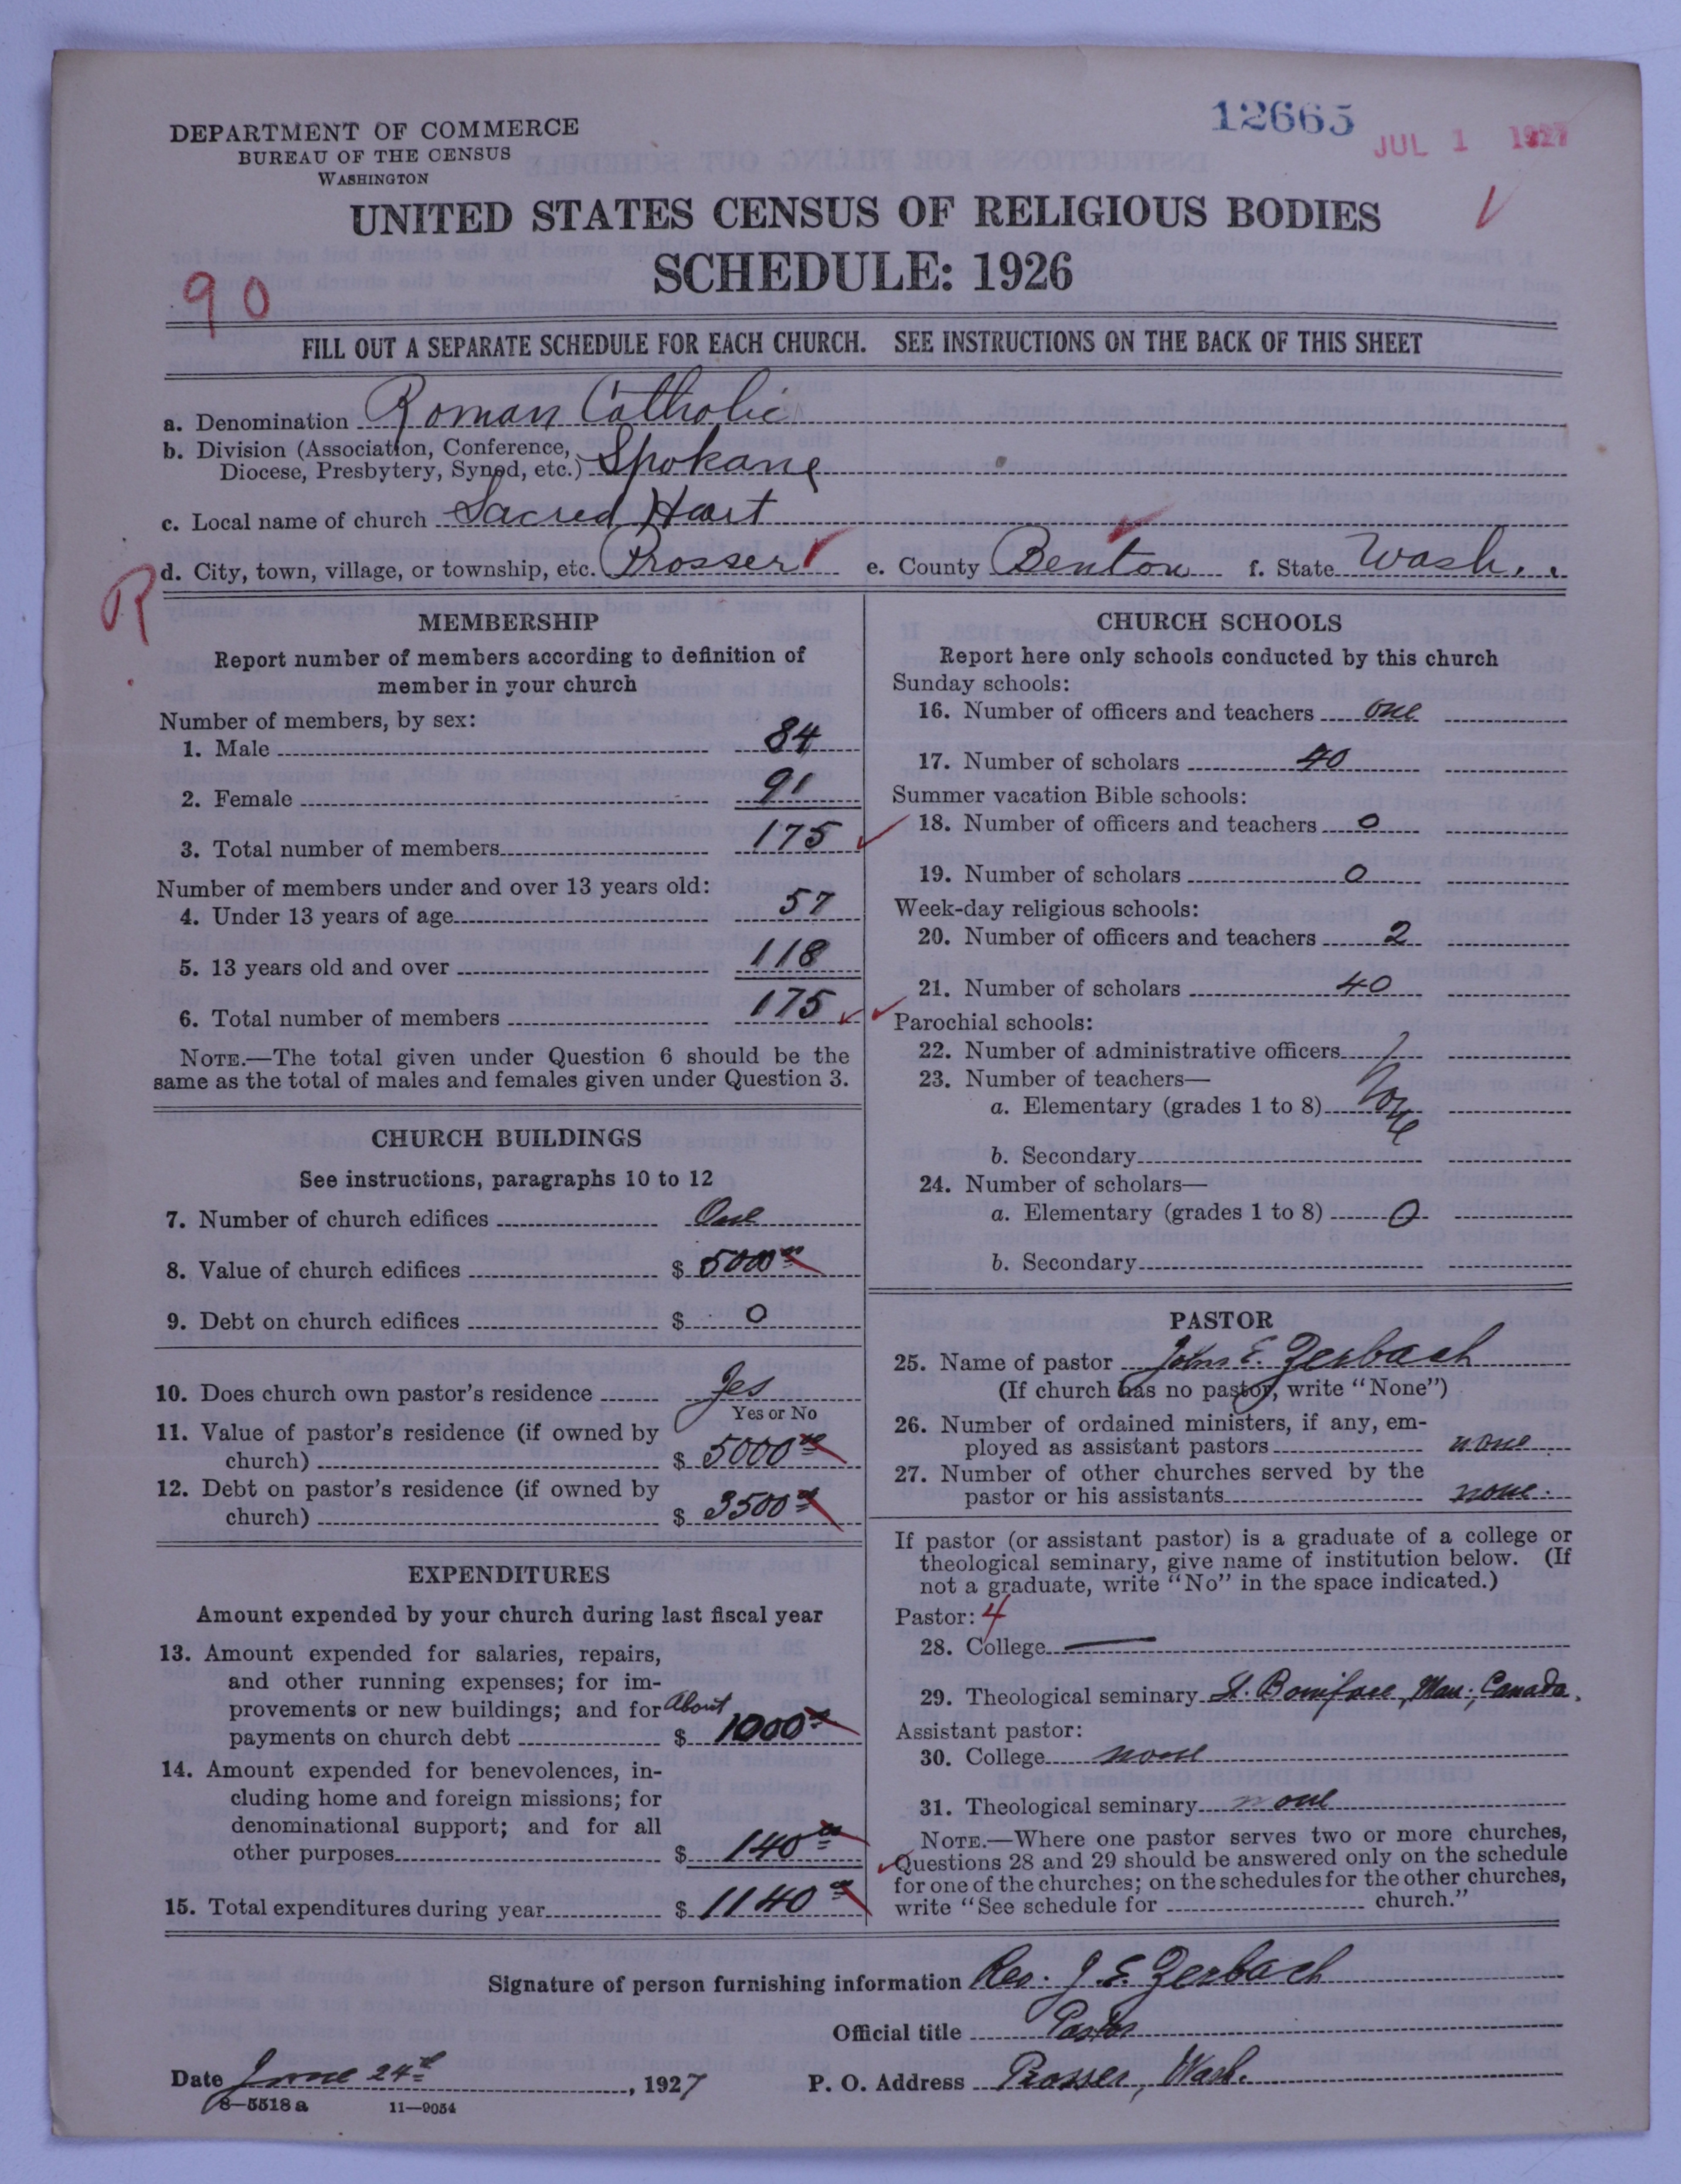 12665
JUL 1 1927
DEPARTMENT OF COMMERCE
BUREAU OF THE CENSUS
WASHINGTON
UNITED STATES CENSUS OF RELIGIOUS BODIES
SCHEDULE: 1926
90
FILL OUT A SEPARATE SCHEDULE FOR EACH CHURCH. SEE INSTRUCTIONS ON THE BACK OF THIS SHEET
a. Denomination Roman Catholic
b. Division (Association, Conference,
Diocese, Presbytery, Synod, etc.) Spokane
c. Local name of church Sacred Heart
d. City, town, village, or township, etc. Prosser e. County Benton f. State Wash.
R
MEMBERSHIP
Report number of members according to definition of
member in your church
Number of members, by sex:
1. Male 84
2. Female 91
3. Total number of members 175
Number of members under and over 13 years old:
4. Under 13 years of age 57
5. 13 years old and over 118
6. Total number of members 175
NOTE.—The total given under Question 6 should be the
same as the total of males and females given under Question 3.
CHURCH BUILDINGS
See instructions, paragraphs 10 to 12
7. Number of church edifices One
8. Value of church edifices $ 5000 00
9. Debt on church edifices $ 0
10. Does church own pastor's residence Yes
Yes or No
11. Value of pastor's residence (if owned by
church) $ 5000 00
12. Debt on pastor's residence (if owned by
church) $ 3500 00
EXPENDITURES
Amount expended by your church during last fiscal year
13. Amount expended for salaries, repairs,
and other running expenses; for im-
provements or new buildings; and for About
payments on church debt $ 1000 00
14. Amount expended for benevolences, in-
cluding home and foreign missions; for
denominational support; and for all
other purposes $ 140 00
15. Total expenditures during year $ 1140 00
CHURCH SCHOOLS
Report here only schools conducted by this church
Sunday schools:
16. Number of officers and teachers one
17. Number of scholars 40
Summer vacation Bible schools:
18. Number of officers and teachers 0
19. Number of scholars 0
Week-day religious schools:
20. Number of officers and teachers 2
21. Number of scholars 40
Parochial schools:
22. Number of administrative officers
23. Number of teachers—
a. Elementary (grades 1 to 8) None
b. Secondary
24. Number of scholars—
a. Elementary (grades 1 to 8) 0
b. Secondary
PASTOR
25. Name of pastor John E. Zerbach
(If church has no pastor, write "None")
26. Number of ordained ministers, if any, em-
ployed as assistant pastors none
27. Number of other churches served by the
pastor or his assistants none.
If pastor (or assistant pastor) is a graduate of a college or
theological seminary, give name of institution below. (If
not a graduate, write "No" in the space indicated.)
Pastor: 4
28. College —
29. Theological seminary St. Boniface, Man., Canada.
Assistant pastor:
30. College none
31. Theological seminary none
NOTE.—Where one pastor serves two or more churches,
Questions 28 and 29 should be answered only on the schedule
for one of the churches; on the schedules for the other churches,
write "See schedule for church."
Signature of person furnishing information Rev. J. E. Zerbach
Official title Pastor
Date June 24th, 1927 P. O. Address Prosser, Wash.
8—5518 a 11—9054